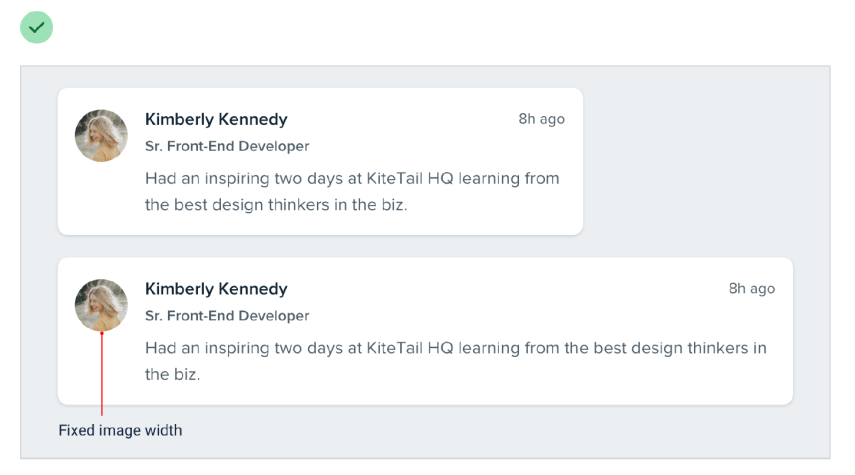 Kimberly Kennedy 8h ago
Sr. Front-End Developer
Had an inspiring two days at KiteTail HQ learning from
the best design thinkers in the biz.
Kimberly Kennedy 8h ago
Sr. Front-End Developer
Had an inspiring two days at KiteTail HQ learning from the best design thinkers in
the biz.
Fixed image width